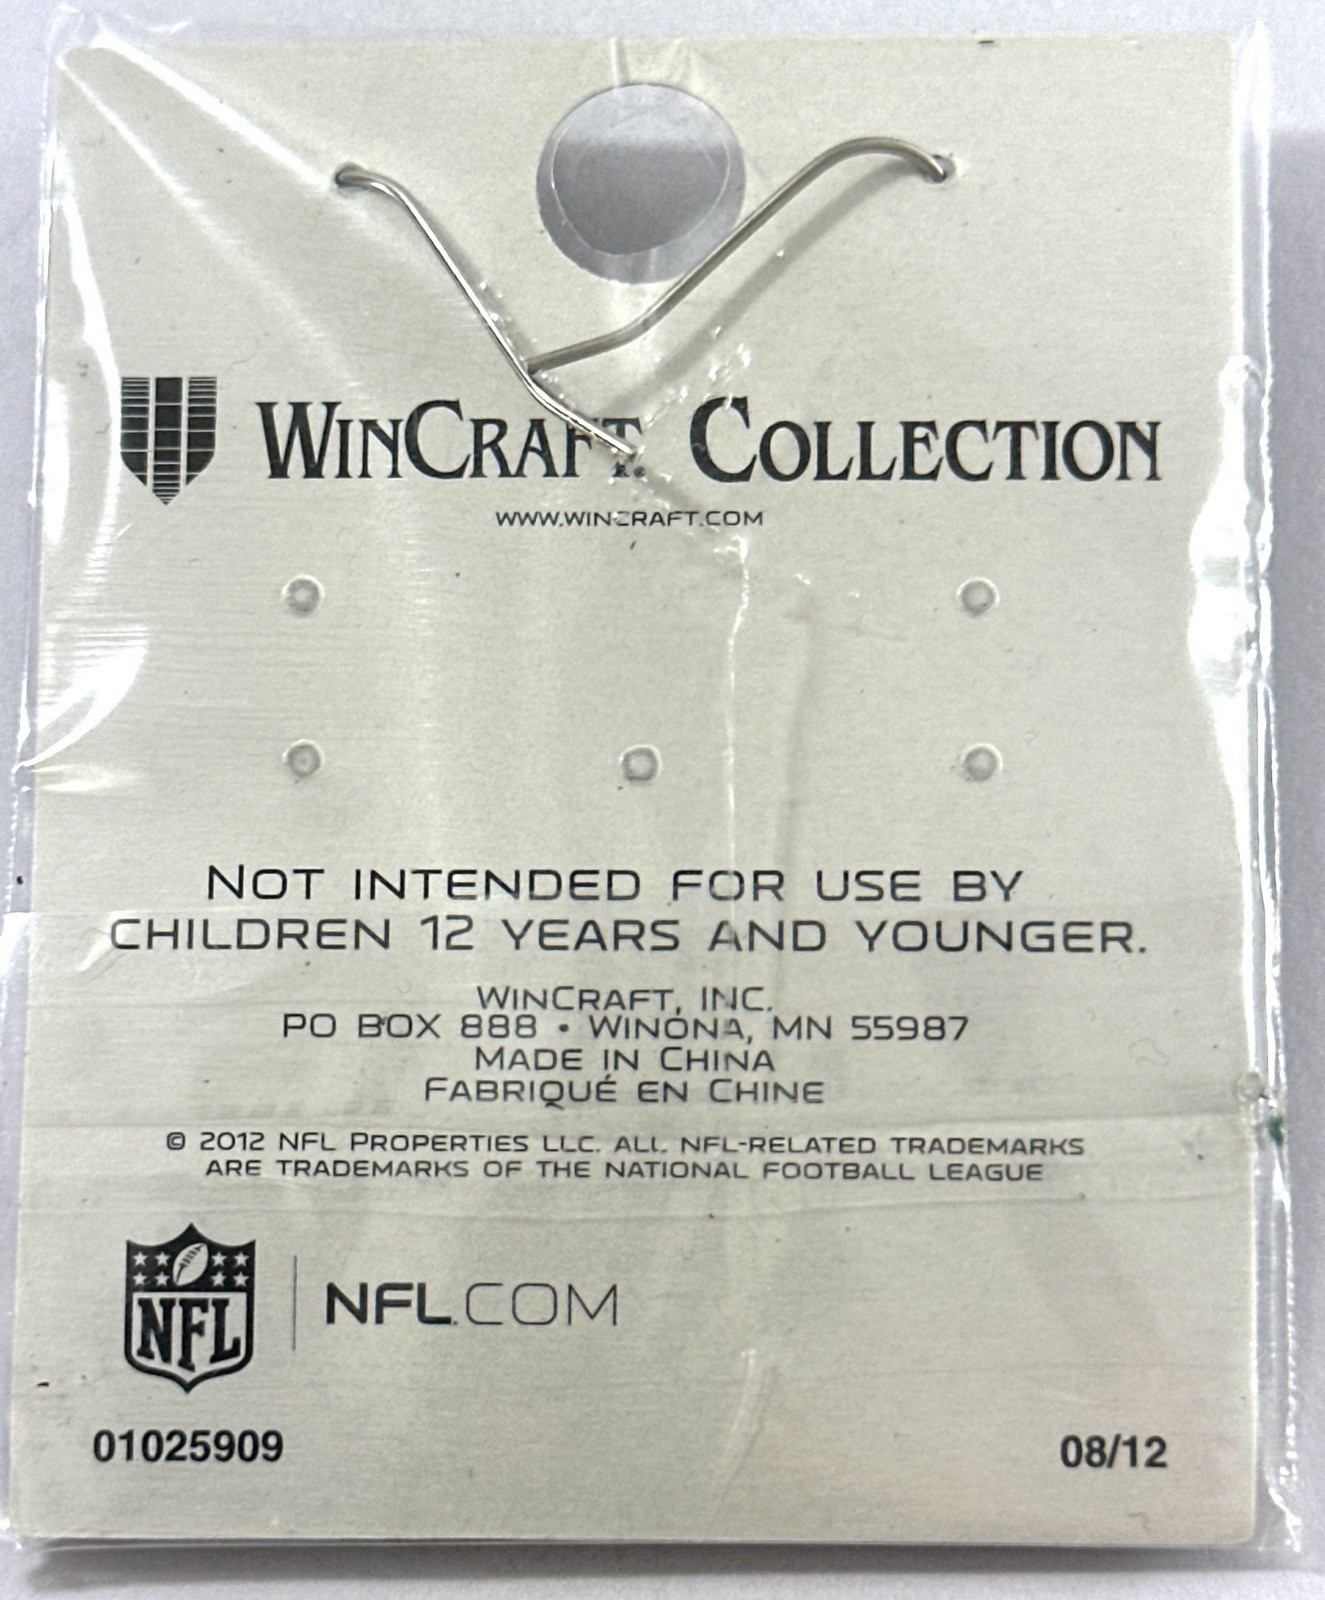 WINCRAFT. COLLECTION
WWW.WINCRAFT.COM
NOT INTENDED FOR USE BY
CHILDREN 12 YEARS AND YOUNGER.
WINCRAFT, INC.
PO BOX 888 • WINONA, MN 55987
MADE IN CHINA
FABRIQUÉ EN CHINE
© 2012 NFL PROPERTIES LLC. ALL NFL-RELATED TRADEMARKS
ARE TRADEMARKS OF THE NATIONAL FOOTBALL LEAGUE
NFL
NFL.COM
01025909
08/12